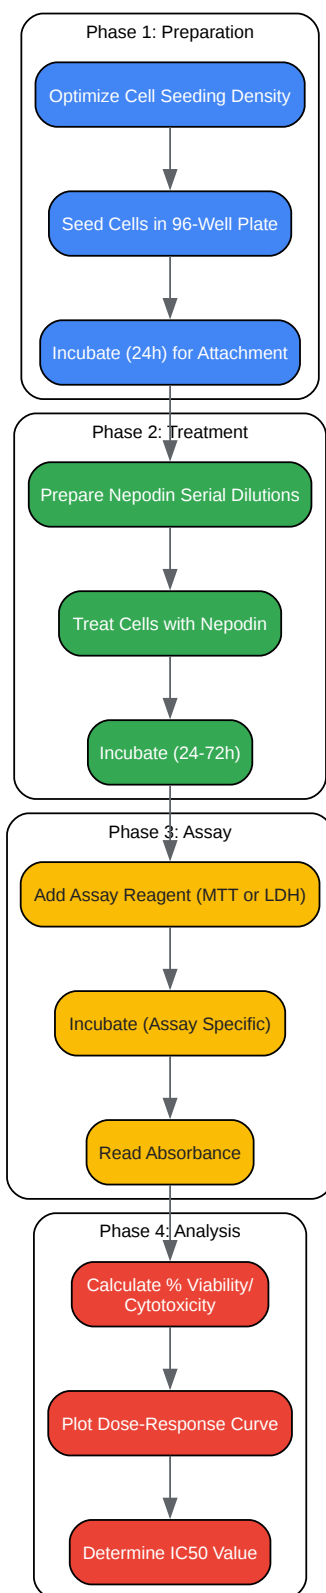 Phase 1: Preparation
Optimize Cell Seeding Density
Seed Cells in 96-Well Plate
Incubate (24h) for Attachment
Phase 2: Treatment
Prepare Nepodin Serial Dilutions
Treat Cells with Nepodin
Incubate (24-72h)
Phase 3: Assay
Add Assay Reagent (MTT or LDH)
Incubate (Assay Specific)
Read Absorbance
Phase 4: Analysis
Calculate % Viability/
Cytotoxicity
Plot Dose-Response Curve
Determine IC50 Value